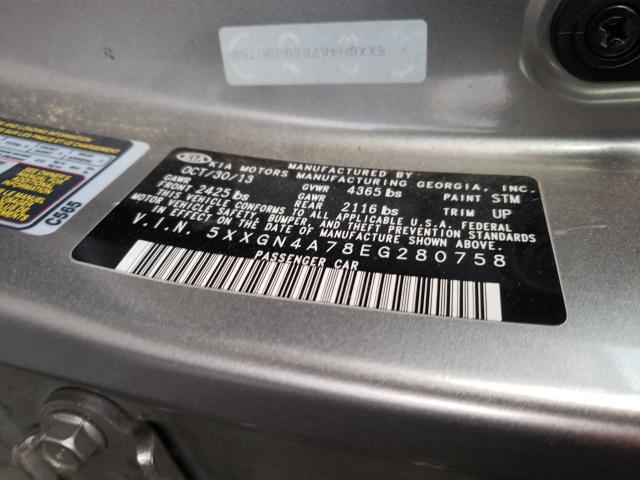 5XXGN4A78EG280758
KIA
MANUFACTURED BY
KIA MOTORS MANUFACTURING GEORGIA, INC.
OCT/30/13 GVWR 4365 lbs PAINT STM
GAWR FRONT 2425 lbs GAWR REAR 2116 lbs TRIM UP
THIS VEHICLE CONFORMS TO ALL APPLICABLE U.S.A. FEDERAL
MOTOR VEHICLE SAFETY, BUMPER, AND THEFT PREVENTION STANDARDS
IN EFFECT ON THE DATE OF MANUFACTURE SHOWN ABOVE.
V.I.N. 5XXGN4A78EG280758
PASSENGER CAR
C565